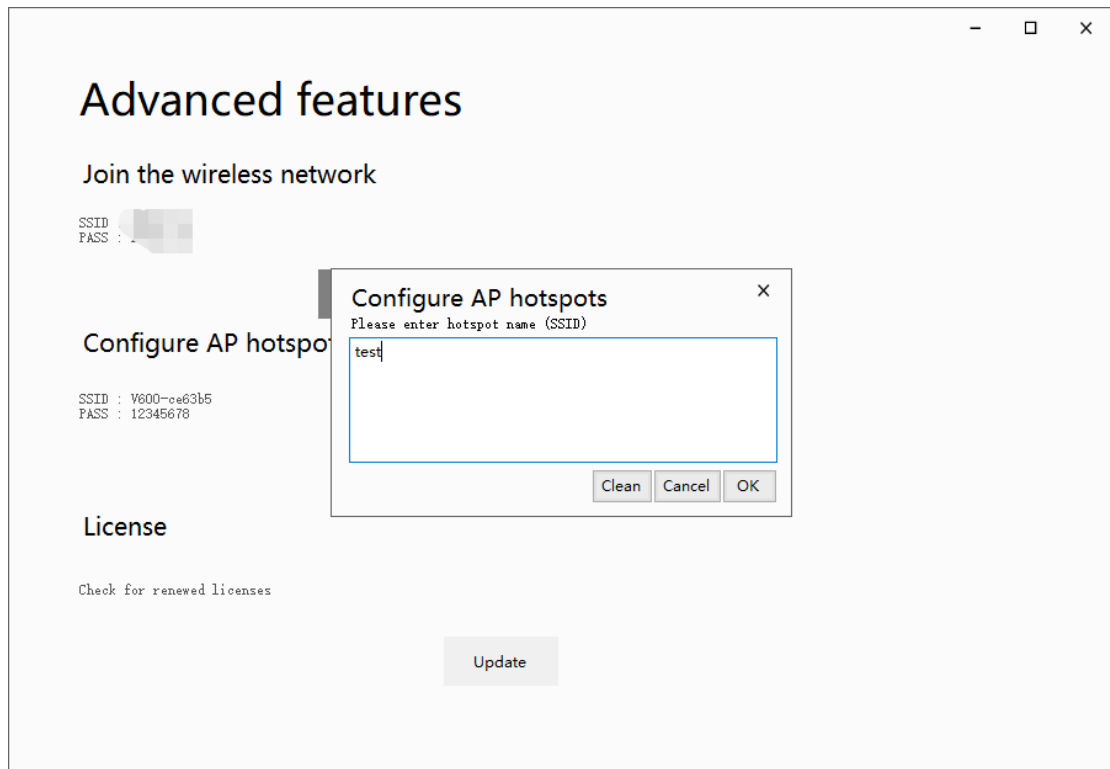 Advanced features
Join the wireless network
SSID
PASS :
Configure AP hotspots
Please enter hotspot name (SSID)
test
Clean Cancel OK
Configure AP hotspot
SSID : V600-ce63b5
PASS : 12345678
License
Check for renewed licenses
Update